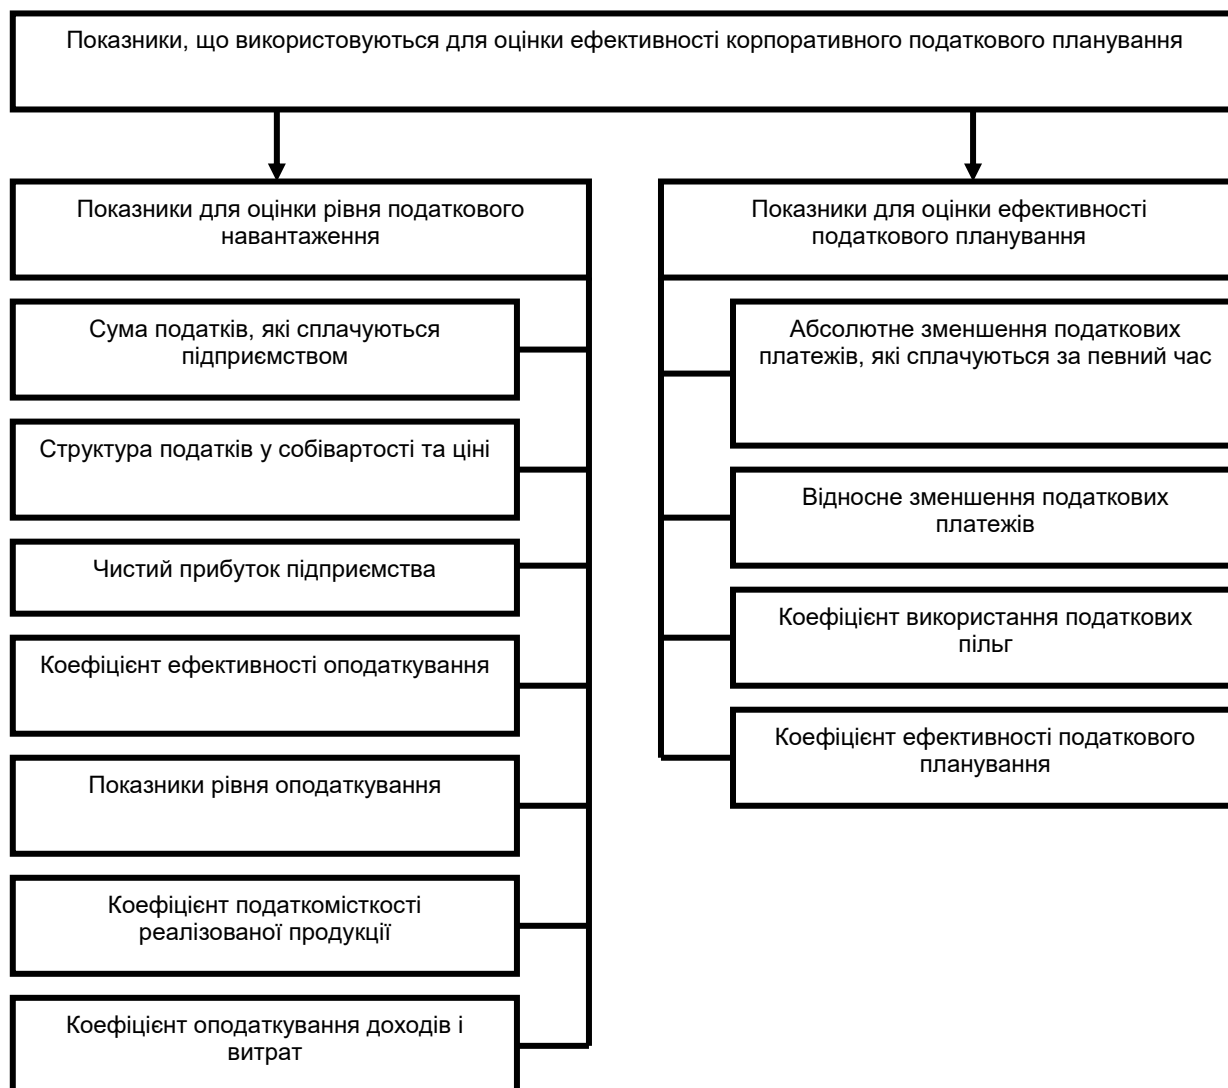 Показники, що використовуються для оцінки ефективності корпоративного податкового планування
Показники для оцінки рівня податкового
навантаження
Сума податків, які сплачуються
підприємством
Структура податків у собівартості та ціні
Чистий прибуток підприємства
Коефіцієнт ефективності оподаткування
Показники рівня оподаткування
Коефіцієнт податкомісткості
реалізованої продукції
Коефіцієнт оподаткування доходів і
витрат
Показники для оцінки ефективності
податкового планування
Абсолютне зменшення податкових
платежів, які сплачуються за певний час
Відносне зменшення податкових
платежів
Коефіцієнт використання податкових
пільг
Коефіцієнт ефективності податкового
планування